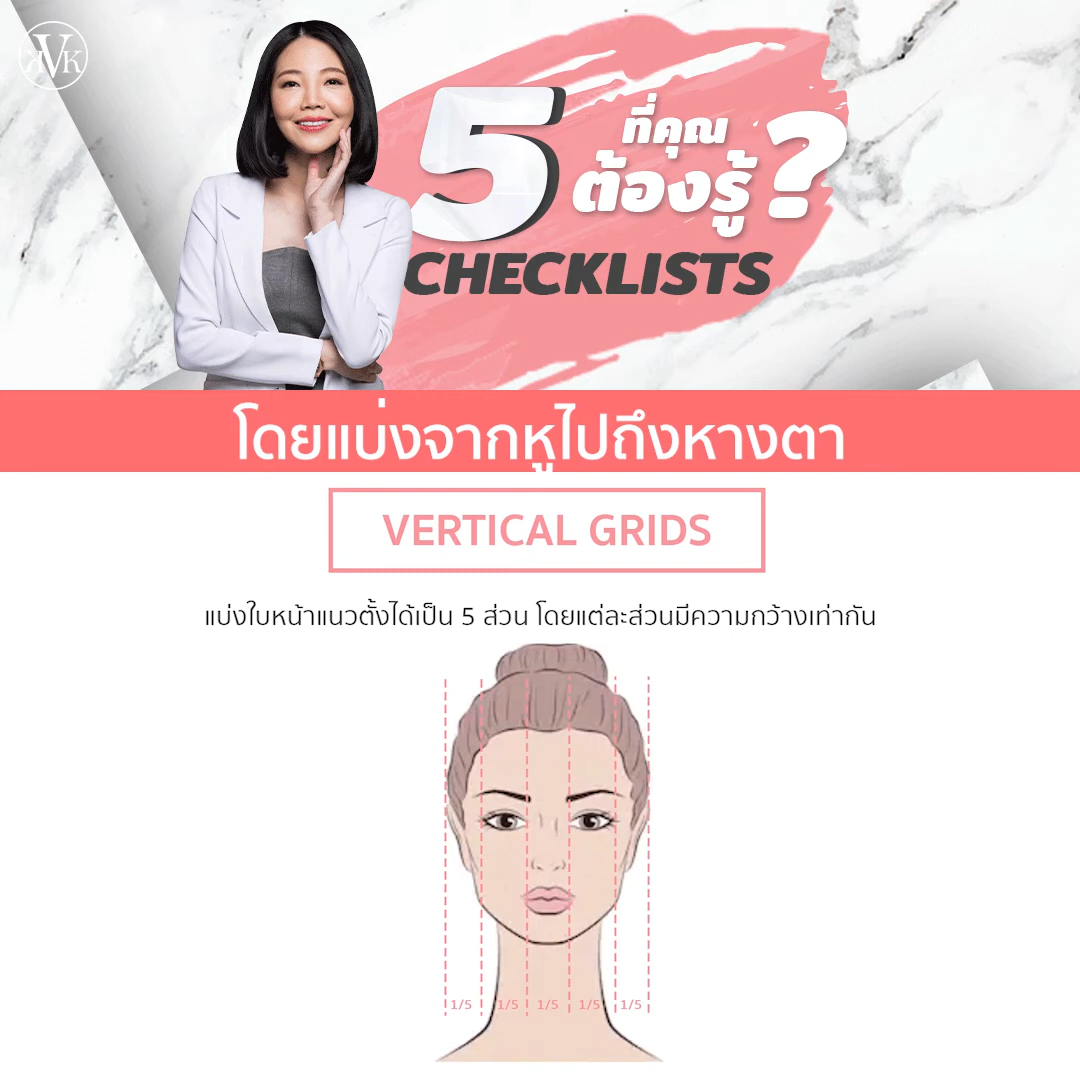 KVK
5 ที่คุณ
ต้องรู้ ?
CHECKLISTS
โดยแบ่งจากหูไปถึงหางตา
VERTICAL GRIDS
แบ่งใบหน้าแนวตั้งได้เป็น 5 ส่วน โดยแต่ละส่วนมีความกว้างเท่ากัน
1/5 1/5 1/5 1/5 1/5